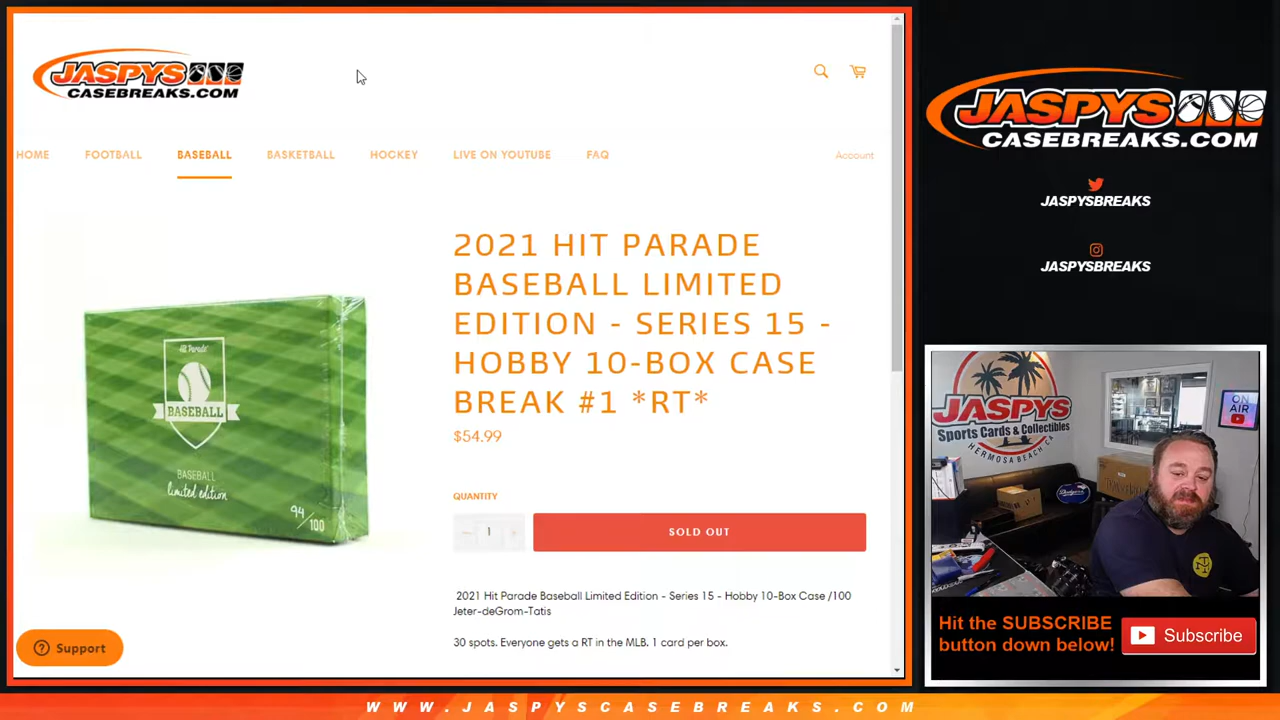 JASPYS
CASEBREAKS.COM
HOME FOOTBALL BASEBALL BASKETBALL HOCKEY LIVE ON YOUTUBE FAQ Account
2021 HIT PARADE
BASEBALL LIMITED
EDITION - SERIES 15 -
HOBBY 10-BOX CASE
BREAK #1 *RT*
$54.99
Hit Parade
BASEBALL
BASEBALL
limited edition
94/100
QUANTITY
1
SOLD OUT
2021 Hit Parade Baseball Limited Edition - Series 15 - Hobby 10-Box Case /100
Jeter-deGrom-Tatis
30 spots. Everyone gets a RT in the MLB. 1 card per box.
Support
JASPYS
CASEBREAKS.COM
JASPYSBREAKS
JASPYSBREAKS
JASPYS
Sports Cards & Collectibles
HERMOSA BEACH CA
ON AIR
Dodgers
TNT
Hit the SUBSCRIBE
button down below!
Subscribe
WWW.JASPYSCASEBREAKS.COM